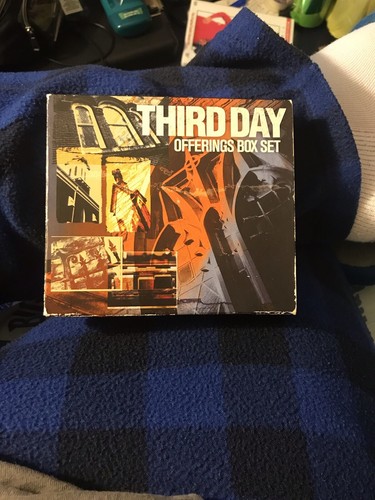 THIRD DAY
OFFERINGS BOX SET